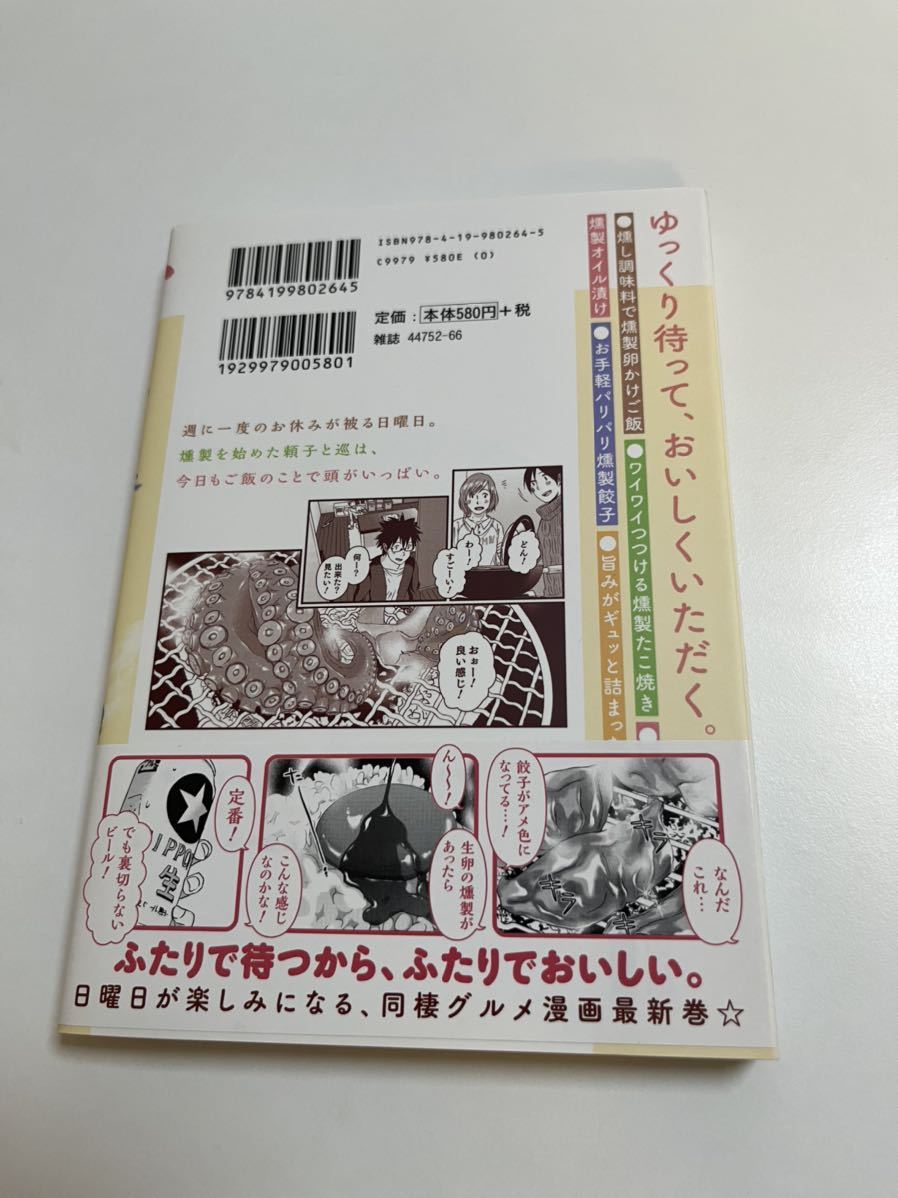 ISBN978-4-19-980264-5
C9979 ¥580E (0)
9784199802645
定価：本体580円＋税
雑誌 44752-66
1929979005801
ゆっくり待って、おいしくいただく。
●燻し調味料で燻製卵かけご飯
●ワイワイつつける燻製たこ焼き
燻製オイル漬け
●お手軽パリパリ燻製餃子
●旨みがギュッと詰まった
週に一度のお休みが被る日曜日。
燻製を始めた頼子と巡は、
今日もご飯のことで頭がいっぱい。
どん！
わー！
すごーい！
何ー？
出来た？
見たい！
おぉー！
良い感じ！
なんだ
これ…
餃子がアメ色に
なってる…！
キラ
キラ
ん〜〜！
生卵の燻製が
あったら
こんな感じ
なのかな！
た
定番！
でも裏切らない
ビール！
IPPO
生
ふたりで待つから、ふたりでおいしい。
日曜日が楽しみになる、同棲グルメ漫画最新巻☆